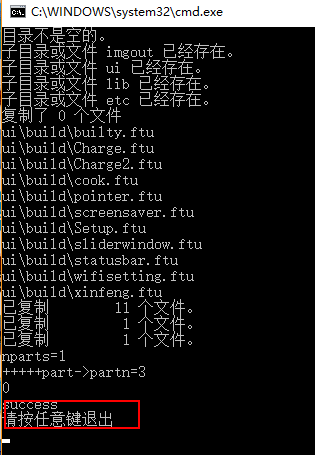 C:\WINDOWS\system32\cmd.exe
目录不是空的。
子目录或文件 imgout 已经存在。
子目录或文件 ui 已经存在。
子目录或文件 lib 已经存在。
子目录或文件 etc 已经存在。
复制了 0 个文件
ui\build\builty.ftu
ui\build\Charge.ftu
ui\build\Charge2.ftu
ui\build\cook.ftu
ui\build\pointer.ftu
ui\build\screensaver.ftu
ui\build\Setup.ftu
ui\build\sliderwindow.ftu
ui\build\statusbar.ftu
ui\build\wifisetting.ftu
ui\build\xinfeng.ftu
已复制 11 个文件。
已复制 1 个文件。
已复制 1 个文件。
nparts=1
+++++part->partn=3
0
success
请按任意键退出